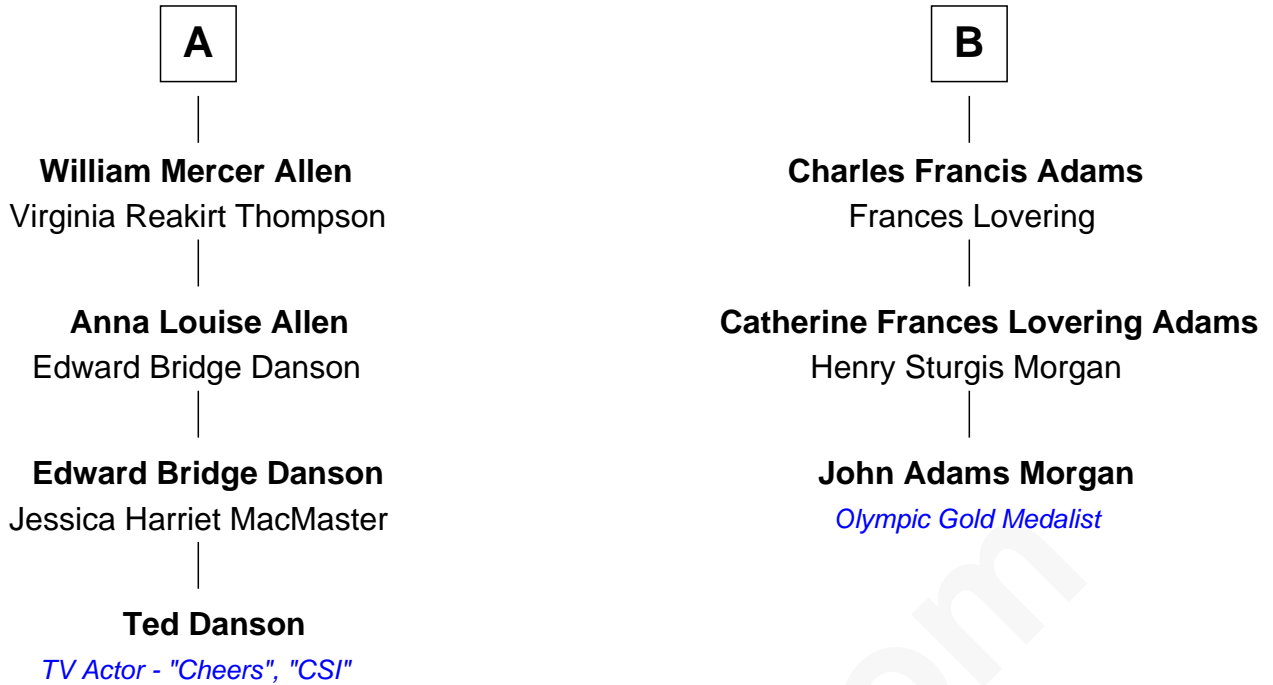 A
William Mercer Allen
Virginia Reakirt Thompson
Anna Louise Allen
Edward Bridge Danson
Edward Bridge Danson
Jessica Harriet MacMaster
Ted Danson
TV Actor - "Cheers", "CSI"
B
Charles Francis Adams
Frances Lovering
Catherine Frances Lovering Adams
Henry Sturgis Morgan
John Adams Morgan
Olympic Gold Medalist
om